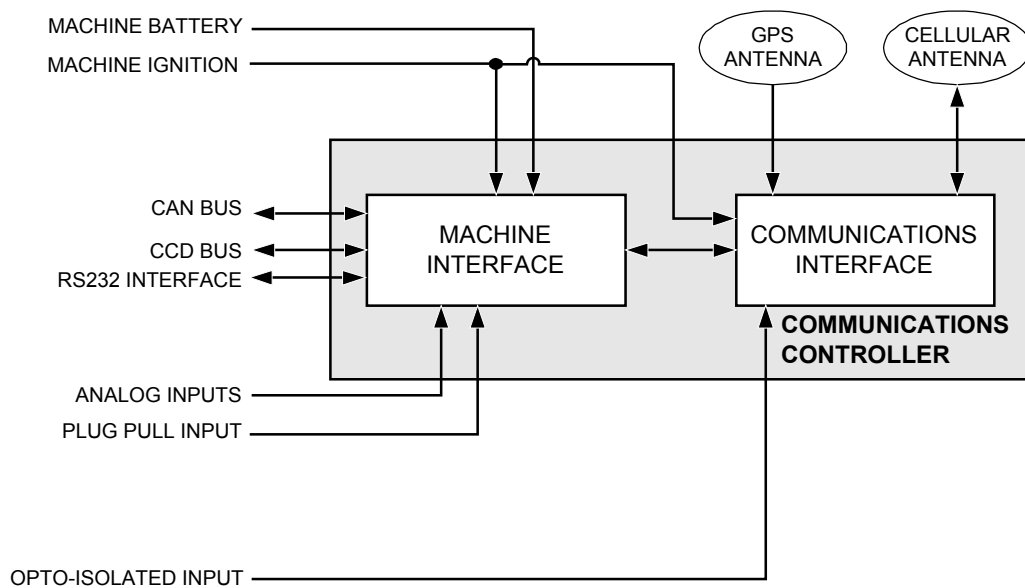 MACHINE BATTERY
MACHINE IGNITION
GPS
ANTENNA
CELLULAR
ANTENNA
CAN BUS
CCD BUS
RS232 INTERFACE
MACHINE
INTERFACE
COMMUNICATIONS
INTERFACE
COMMUNICATIONS
CONTROLLER
ANALOG INPUTS
PLUG PULL INPUT
OPTO-ISOLATED INPUT